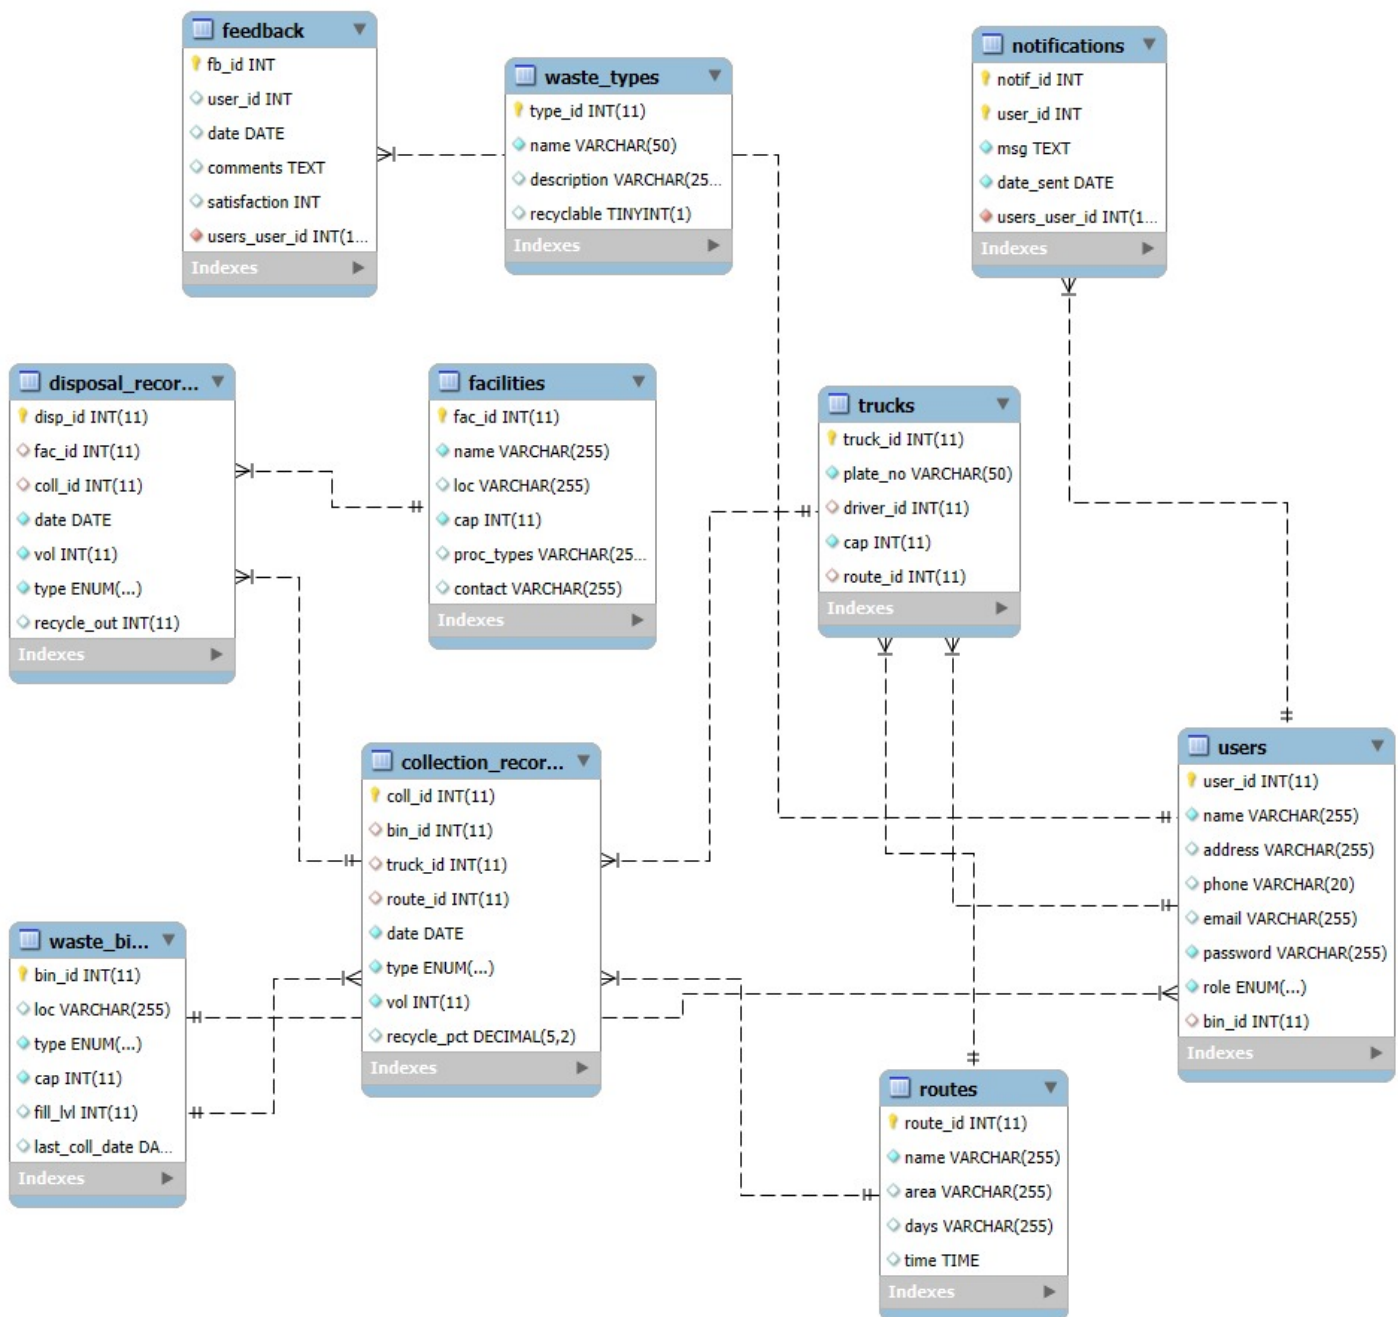 feedback
fb_id INT
user_id INT
date DATE
comments TEXT
satisfaction INT
users_user_id INT(1...
Indexes
waste_types
type_id INT(11)
name VARCHAR(50)
description VARCHAR(25...
recyclable TINYINT(1)
Indexes
notifications
notif_id INT
user_id INT
msg TEXT
date_sent DATE
users_user_id INT(1...
Indexes
disposal_recor...
disp_id INT(11)
fac_id INT(11)
coll_id INT(11)
date DATE
vol INT(11)
type ENUM(...)
recycle_out INT(11)
Indexes
facilities
fac_id INT(11)
name VARCHAR(255)
loc VARCHAR(255)
cap INT(11)
proc_types VARCHAR(25...
contact VARCHAR(255)
Indexes
trucks
truck_id INT(11)
plate_no VARCHAR(50)
driver_id INT(11)
cap INT(11)
route_id INT(11)
Indexes
collection_recor...
coll_id INT(11)
bin_id INT(11)
truck_id INT(11)
route_id INT(11)
date DATE
type ENUM(...)
vol INT(11)
recycle_pct DECIMAL(5,2)
Indexes
users
user_id INT(11)
name VARCHAR(255)
address VARCHAR(255)
phone VARCHAR(20)
email VARCHAR(255)
password VARCHAR(255)
role ENUM(...)
bin_id INT(11)
Indexes
waste_bi...
bin_id INT(11)
loc VARCHAR(255)
type ENUM(...)
cap INT(11)
fill_lvl INT(11)
last_coll_date DA...
Indexes
routes
route_id INT(11)
name VARCHAR(255)
area VARCHAR(255)
days VARCHAR(255)
time TIME
Indexes